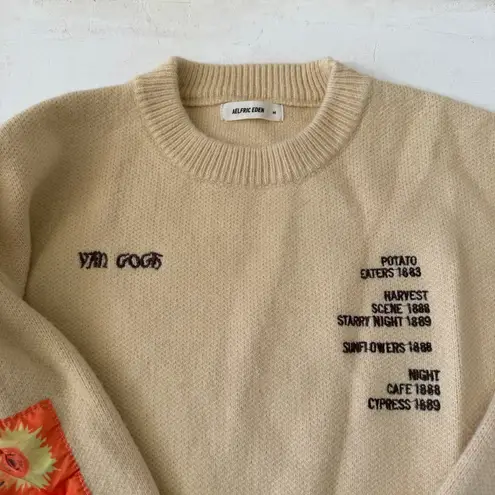 AELFRIC EDEN M
VAN GOGH
POTATO
EATERS 1883
HARVEST
SCENE 1888
STARRY NIGHT 1889
SUNFLOWERS 1888
NIGHT
CAFE 1888
CYPRESS 1889